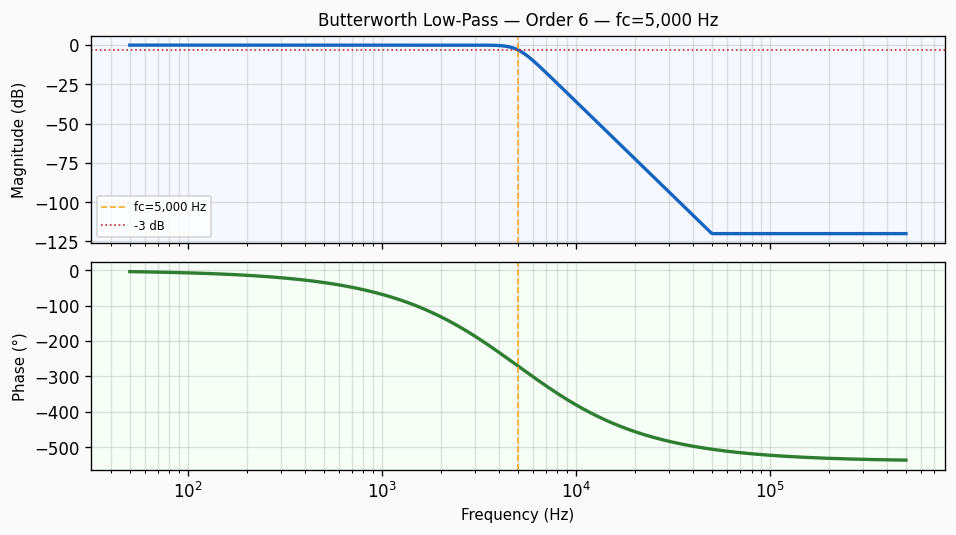 Butterworth Low-Pass — Order 6 — fc=5,000 Hz
Magnitude (dB)
0
−25
−50
−75
−100
−125
fc=5,000 Hz
-3 dB
Phase (°)
0
−100
−200
−300
−400
−500
10²
10³
10⁴
10⁵
Frequency (Hz)